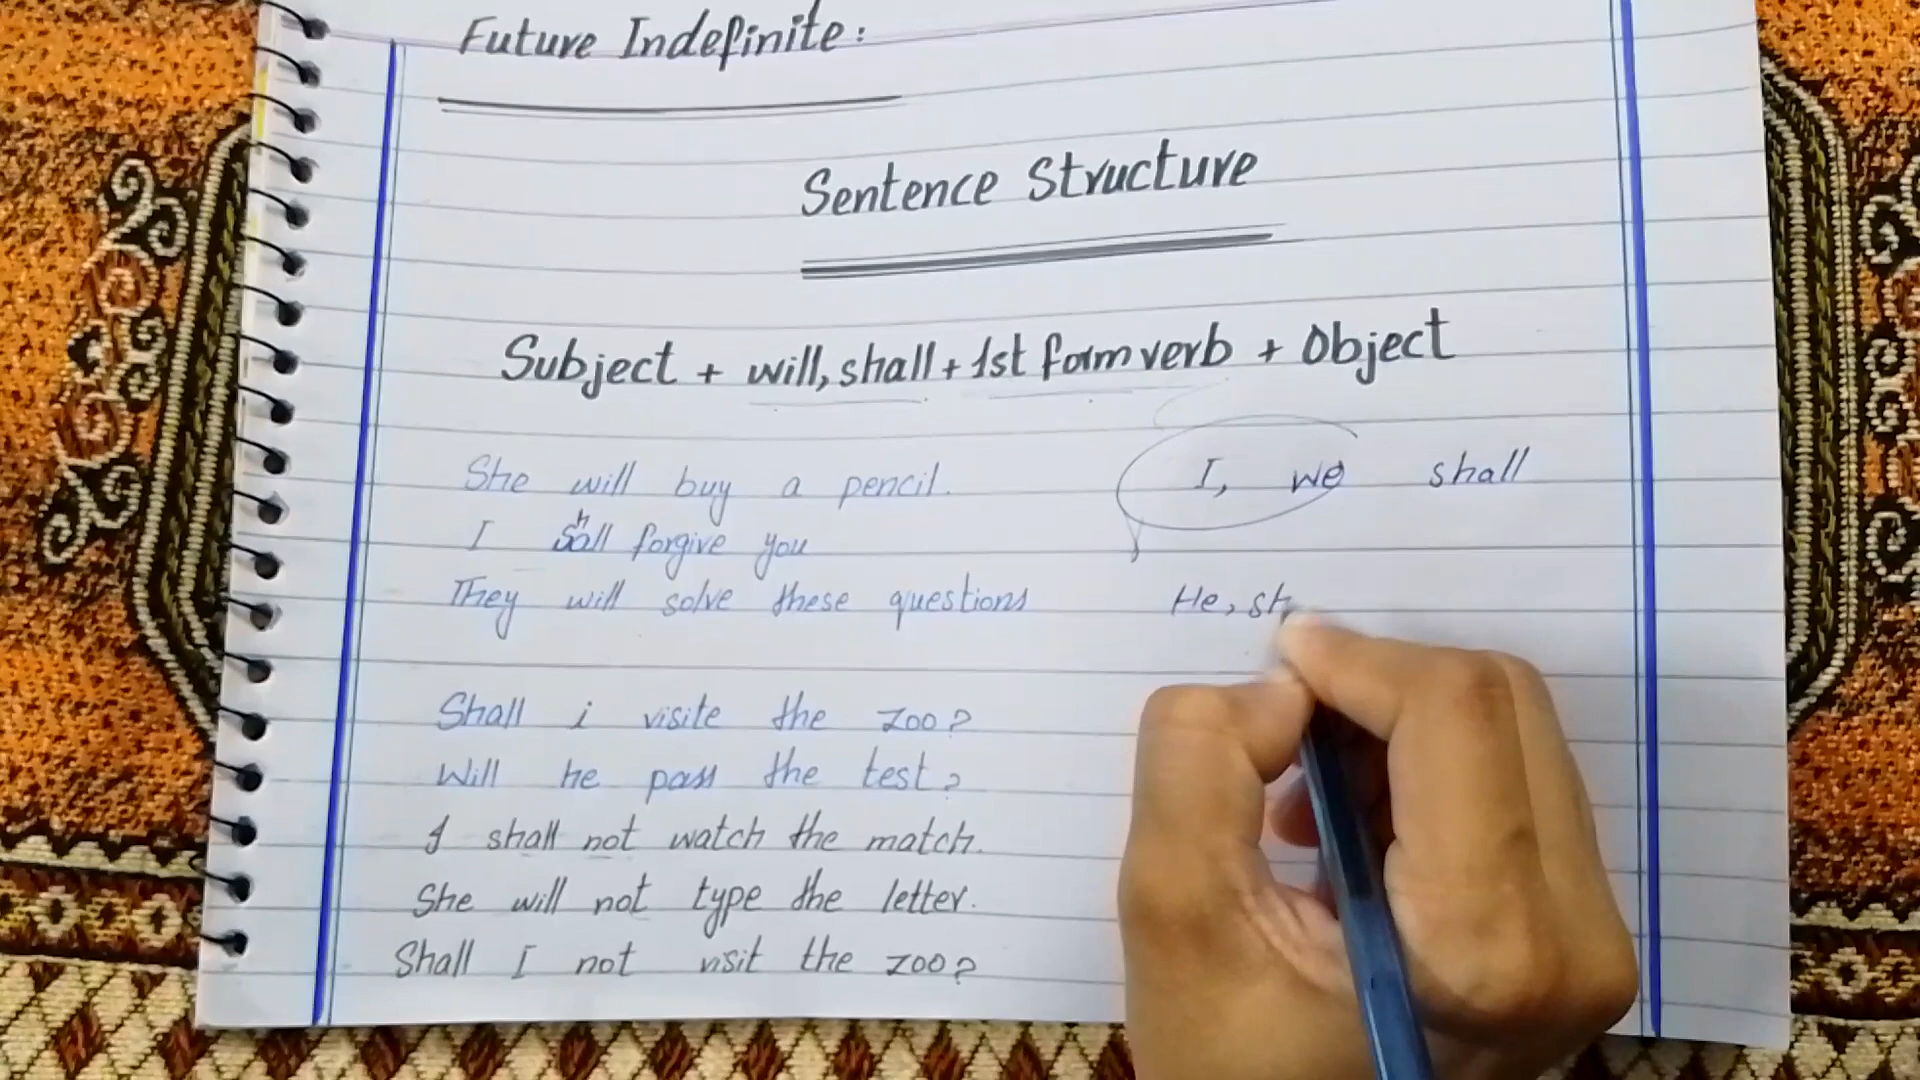 Future Indefinite:
Sentence Structure
Subject + will, shall + 1st form verb + Object
She will buy a pencil.
I, we shall
I shall forgive you
They will solve these questions
He, sh
Shall i visite the zoo?
Will he pass the test?
I shall not watch the match.
She will not type the letter.
Shall I not visit the zoo?